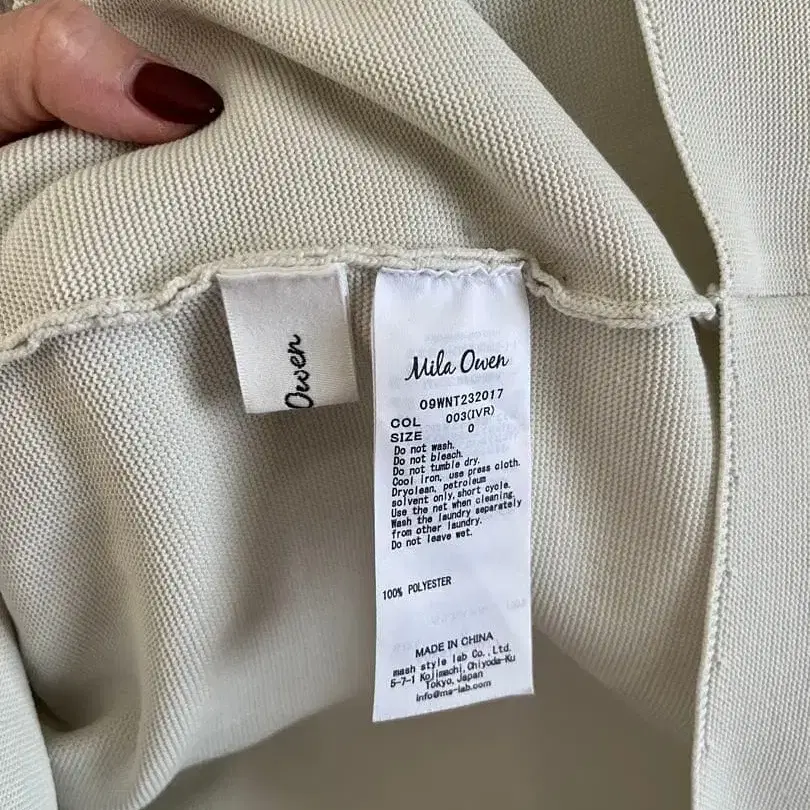 Owen
Mila Owen
09WNT232017
COL 003(IVR)
SIZE 0
Do not wash.
Do not bleach.
Do not tumble dry.
Cool iron, use press cloth.
Dryclean, petroleum
solvent only, short cycle.
Use the net when cleaning.
Wash the laundry separately
from other laundry.
Do not leave wet.
100% POLYESTER
MADE IN CHINA
mash style lab Co.,Ltd.
5-7-1 Kojimachi,Chiyoda-Ku
Tokyo,Japan
info@ms-lab.com